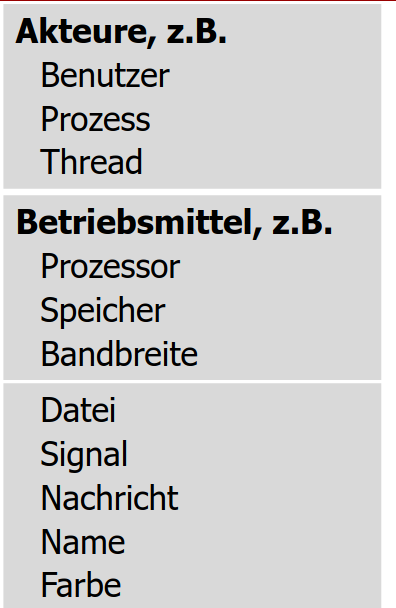 Akteure, z.B.
Benutzer
Prozess
Thread
Betriebsmittel, z.B.
Prozessor
Speicher
Bandbreite
Datei
Signal
Nachricht
Name
Farbe